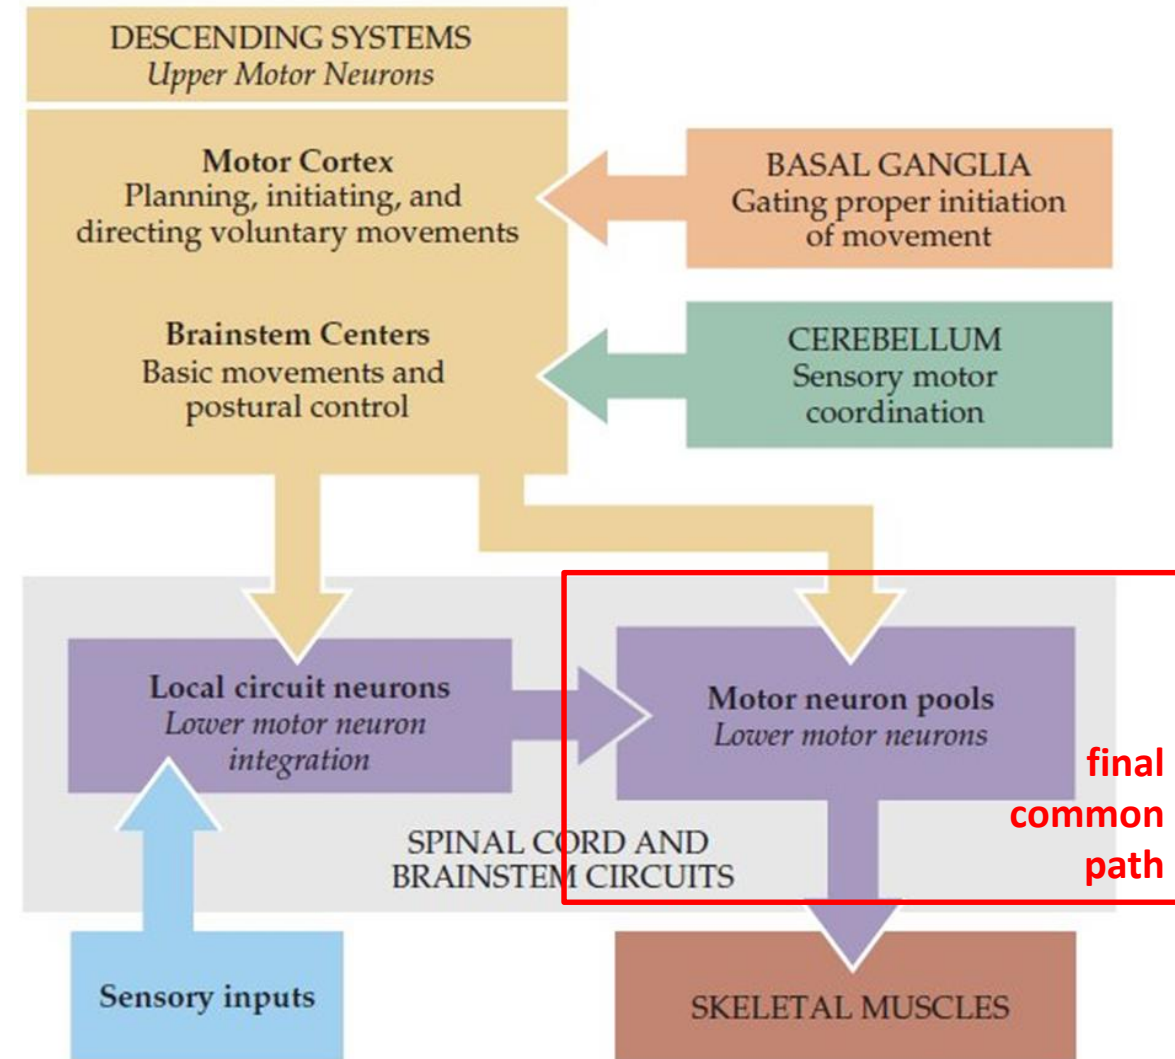 DESCENDING SYSTEMS
Upper Motor Neurons
Motor Cortex
Planning, initiating, and
directing voluntary movements
Brainstem Centers
Basic movements and
postural control
BASAL GANGLIA
Gating proper initiation
of movement
CEREBELLUM
Sensory motor
coordination
Local circuit neurons
Lower motor neuron
integration
Motor neuron pools
Lower motor neurons
final
common
path
SPINAL CORD AND
BRAINSTEM CIRCUITS
Sensory inputs
SKELETAL MUSCLES